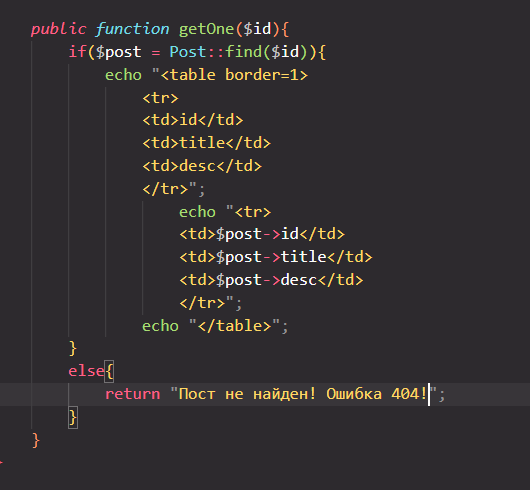 public function getOne($id){
if($post = Post::find($id)){
echo "<table border=1>
<tr>
<td>id</td>
<td>title</td>
<td>desc</td>
</tr>";
echo "<tr>
<td>$post->id</td>
<td>$post->title</td>
<td>$post->desc</td>
</tr>";
echo "</table>";
}
else{
return "Пост не найден! Ошибка 404!";
}
}